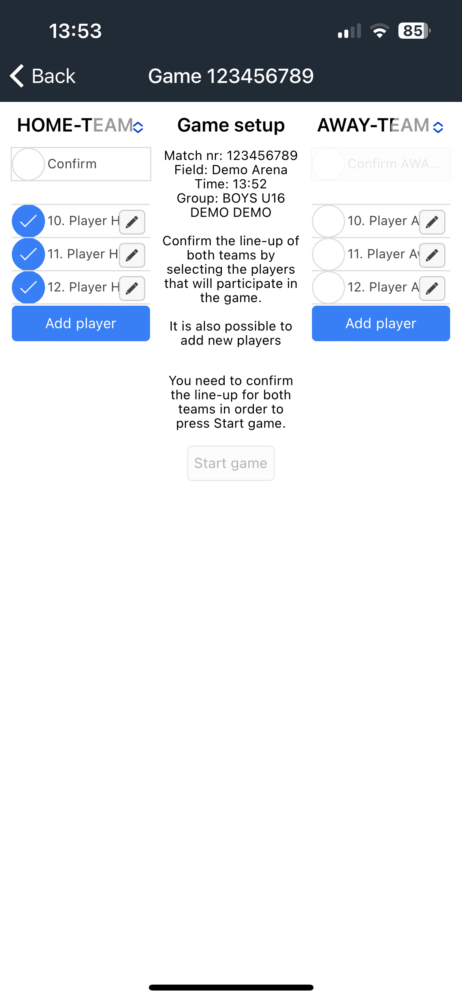 13:53
85
Back
Game 123456789
HOME-TEAM
Confirm
10. Player H
11. Player H
12. Player H
Add player
Game setup
Match nr: 123456789
Field: Demo Arena
Time: 13:52
Group: BOYS U16
DEMO DEMO
Confirm the line-up of
both teams by
selecting the players
that will participate in
the game.
It is also possible to
add new players
You need to confirm
the line-up for both
teams in order to
press Start game.
Start game
AWAY-TEAM
Confirm AWA...
10. Player A
11. Player A
12. Player A
Add player